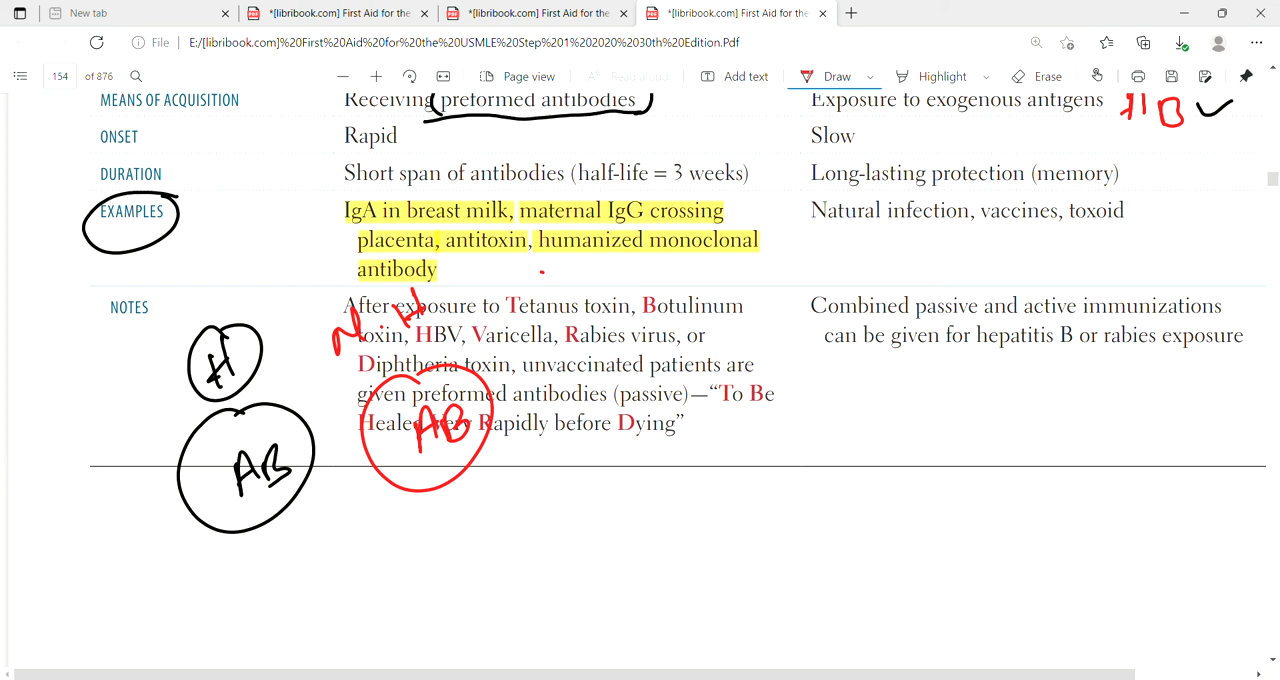 New tab
*[libribook.com] First Aid for the
*[libribook.com] First Aid for the
*[libribook.com] First Aid for the
File
E:/[libribook.com]%20First%20Aid%20for%20the%20USMLE%20Step%201%202020%2030th%20Edition.Pdf
154 of 876
Page view
Read aloud
Add text
Draw
Highlight
Erase
MEANS OF ACQUISITION Receiving preformed antibodies Exposure to exogenous antigens
B
ONSET Rapid Slow
DURATION Short span of antibodies (half-life = 3 weeks) Long-lasting protection (memory)
EXAMPLES IgA in breast milk, maternal IgG crossing Natural infection, vaccines, toxoid
placenta, antitoxin, humanized monoclonal
antibody
NOTES After exposure to Tetanus toxin, Botulinum Combined passive and active immunizations
toxin, HBV, Varicella, Rabies virus, or can be given for hepatitis B or rabies exposure
Diphtheria toxin, unvaccinated patients are
given preformed antibodies (passive)—“To Be
Healed Very Rapidly before Dying”
H
H
AB
AB